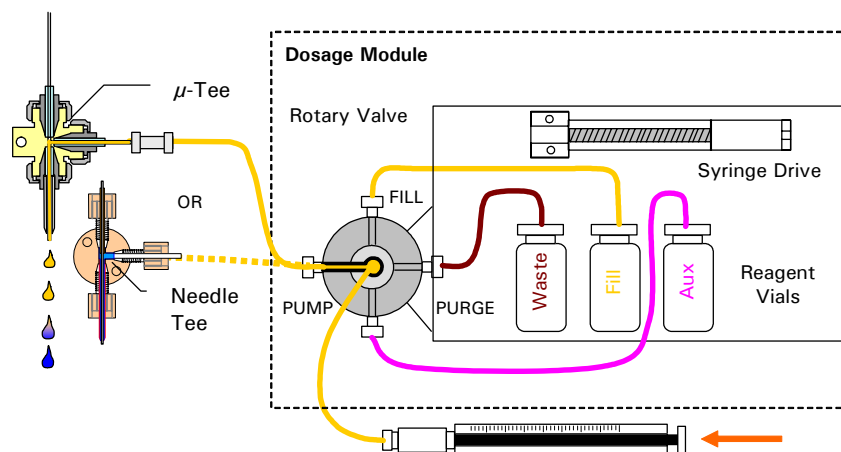 Dosage Module
μ-Tee
Rotary Valve
Syringe Drive
FILL
OR
Waste
Fill
Aux
Reagent
Vials
Needle
Tee
PUMP
PURGE